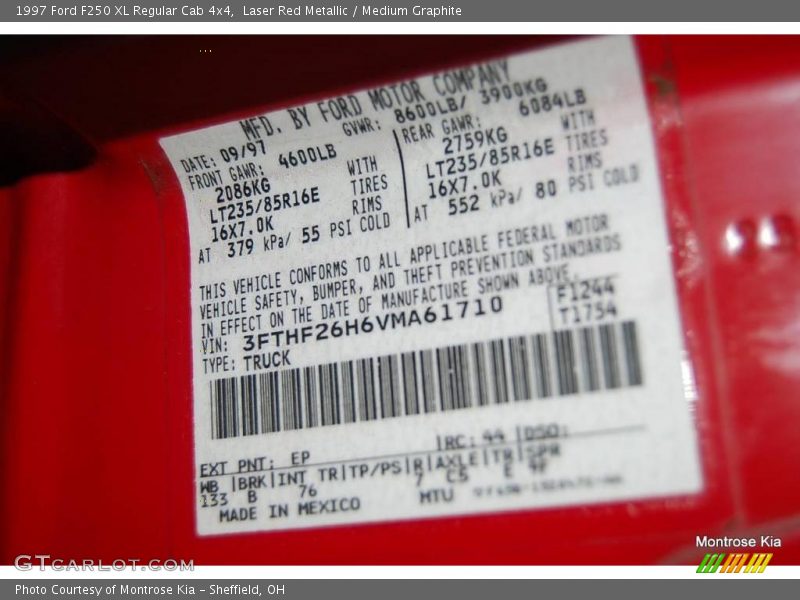 1997 Ford F250 XL Regular Cab 4x4, Laser Red Metallic / Medium Graphite
MFD. BY FORD MOTOR COMPANY
DATE: 09/97 GVWR: 8600LB/ 3900KG
FRONT GAWR: 4600LB REAR GAWR: 6084LB
2086KG WITH 2759KG WITH
LT235/85R16E TIRES LT235/85R16E TIRES
16X7.0K RIMS 16X7.0K RIMS
AT 379 kPa/ 55 PSI COLD AT 552 kPa/ 80 PSI COLD
THIS VEHICLE CONFORMS TO ALL APPLICABLE FEDERAL MOTOR
VEHICLE SAFETY, BUMPER, AND THEFT PREVENTION STANDARDS
IN EFFECT ON THE DATE OF MANUFACTURE SHOWN ABOVE.
VIN: 3FTHF26H6VMA61710 F1244
TYPE: TRUCK T1754
EXT PNT: EP RC: 44 DSO:
WB BRK INT TR TP/PS R AXLE TR SPR
133 B 76 7 C5 E
MADE IN MEXICO MTU
GTcarlot.com
Montrose Kia
Photo Courtesy of Montrose Kia - Sheffield, OH